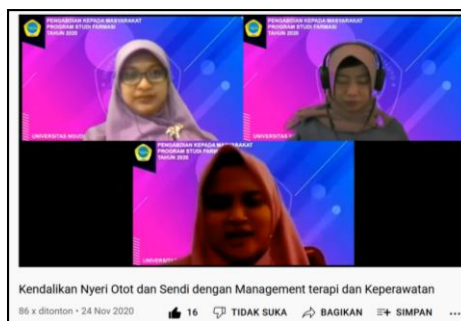 PENGABDIAN KEPADA MASYARAKAT
PROGRAM STUDI FARMASI
TAHUN 2020
UNIVERSITAS
PENGABDIAN KEPADA MASYARAKAT
PROGRAM STUDI FARMASI
TAHUN 2020
UNIVERSITAS
PENGABDIAN KEPADA MASYARAKAT
PROGRAM STUDI FARMASI
TAHUN 2020
Kendalikan Nyeri Otot dan Sendi dengan Management terapi dan Keperawatan
86 x ditonton • 24 Nov 2020
16 TIDAK SUKA BAGIKAN SIMPAN ...